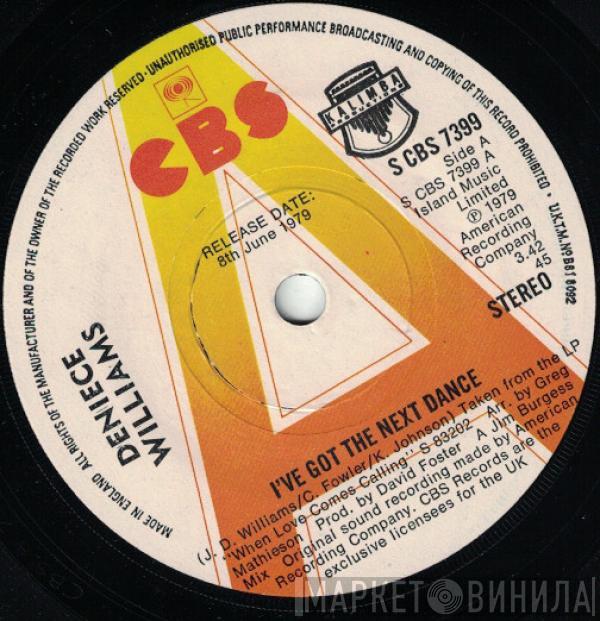 MADE IN ENGLAND ALL RIGHTS OF THE MANUFACTURER AND OF THE OWNER OF THE RECORDED WORK RESERVED · UNAUTHORISED PUBLIC PERFORMANCE BROADCASTING AND COPYING OF THIS RECORD PROHIBITED · U.K.T.M. Nº B 818092
CBS
KALIMBA
PRODUCTIONS
RELEASE DATE:
8th June 1979
S CBS 7399
Side A
S CBS 7399 A
Island Music
Limited
℗ 1979
American
Recording
Company
3.42
45
STEREO
DENIECE
WILLIAMS
I'VE GOT THE NEXT DANCE
(J. D. Williams/C. Fowler/K. Johnson) Taken from the LP
"When Love Comes Calling" S 83202 - Arr. by Greg
Mathieson - Prod. by David Foster A Jim Burgess
Mix Original sound recording made by American
Recording Company. CBS Records are the
exclusive licensees for the UK
МАРКЕТ ВИНИЛА